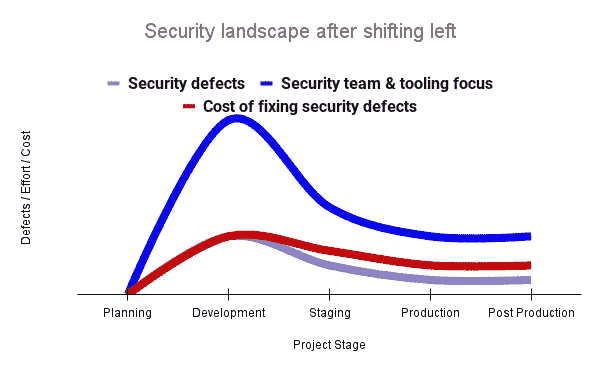 Security landscape after shifting left
Security defects Security team & tooling focus
Cost of fixing security defects
Defects / Effort / Cost
Planning Development Staging Production Post Production
Project Stage